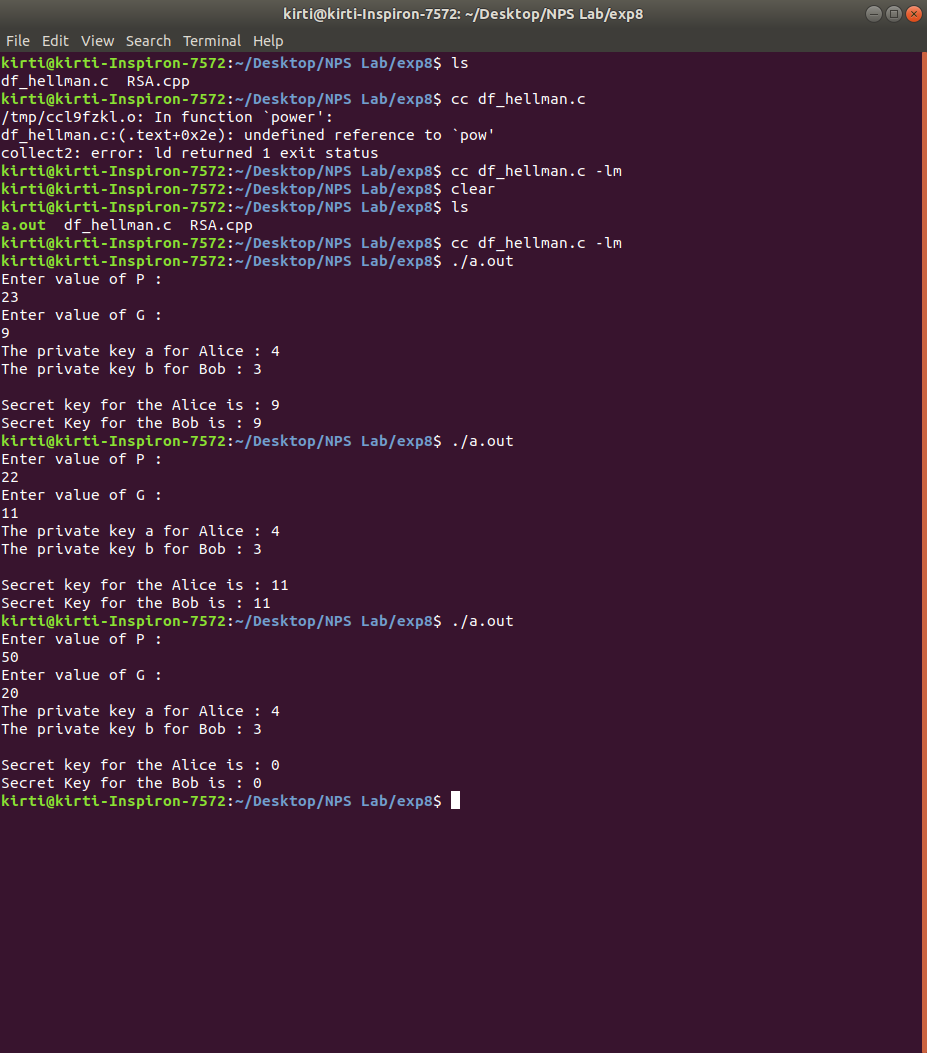 kirti@kirti-Inspiron-7572: ~/Desktop/NPS Lab/exp8
File Edit View Search Terminal Help
kirti@kirti-Inspiron-7572:~/Desktop/NPS Lab/exp8$ ls
df_hellman.c  RSA.cpp
kirti@kirti-Inspiron-7572:~/Desktop/NPS Lab/exp8$ cc df_hellman.c
/tmp/ccl9fzkl.o: In function `power':
df_hellman.c:(.text+0x2e): undefined reference to `pow'
collect2: error: ld returned 1 exit status
kirti@kirti-Inspiron-7572:~/Desktop/NPS Lab/exp8$ cc df_hellman.c -lm
kirti@kirti-Inspiron-7572:~/Desktop/NPS Lab/exp8$ clear
kirti@kirti-Inspiron-7572:~/Desktop/NPS Lab/exp8$ ls
a.out  df_hellman.c  RSA.cpp
kirti@kirti-Inspiron-7572:~/Desktop/NPS Lab/exp8$ cc df_hellman.c -lm
kirti@kirti-Inspiron-7572:~/Desktop/NPS Lab/exp8$ ./a.out
Enter value of P :
23
Enter value of G :
9
The private key a for Alice : 4
The private key b for Bob : 3

Secret key for the Alice is : 9
Secret Key for the Bob is : 9
kirti@kirti-Inspiron-7572:~/Desktop/NPS Lab/exp8$ ./a.out
Enter value of P :
22
Enter value of G :
11
The private key a for Alice : 4
The private key b for Bob : 3

Secret key for the Alice is : 11
Secret Key for the Bob is : 11
kirti@kirti-Inspiron-7572:~/Desktop/NPS Lab/exp8$ ./a.out
Enter value of P :
50
Enter value of G :
20
The private key a for Alice : 4
The private key b for Bob : 3

Secret key for the Alice is : 0
Secret Key for the Bob is : 0
kirti@kirti-Inspiron-7572:~/Desktop/NPS Lab/exp8$